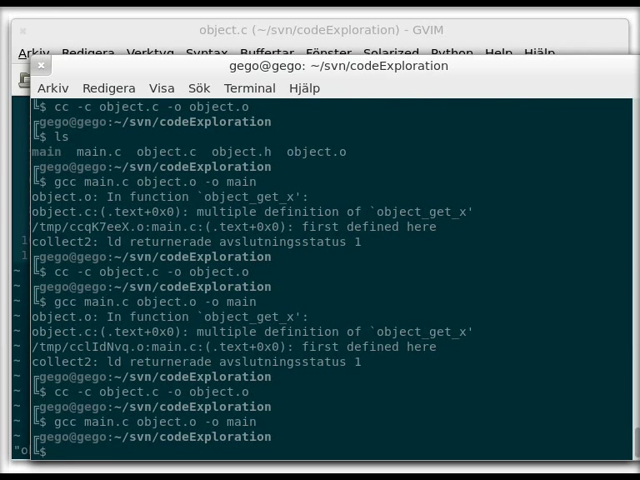 object.c (~/svn/codeExploration) - GVIM
Arkiv Redigera Verktyg Syntax Buffertar Fönster Solarized Python Hjälp
gego@gego: ~/svn/codeExploration
Arkiv Redigera Visa Sök Terminal Hjälp
╚$ cc -c object.c -o object.o
╔gego@gego:~/svn/codeExploration
╚$ ls
main main.c object.c object.h object.o
╔gego@gego:~/svn/codeExploration
╚$ gcc main.c object.o -o main
object.o: In function `object_get_x':
object.c:(.text+0x0): multiple definition of `object_get_x'
/tmp/ccqK7eeX.o:main.c:(.text+0x0): first defined here
collect2: ld returnerade avslutningsstatus 1
╔gego@gego:~/svn/codeExploration
╚$ cc -c object.c -o object.o
╔gego@gego:~/svn/codeExploration
╚$ gcc main.c object.o -o main
object.o: In function `object_get_x':
object.c:(.text+0x0): multiple definition of `object_get_x'
/tmp/cclIdNvq.o:main.c:(.text+0x0): first defined here
collect2: ld returnerade avslutningsstatus 1
╔gego@gego:~/svn/codeExploration
╚$ cc -c object.c -o object.o
╔gego@gego:~/svn/codeExploration
╚$ gcc main.c object.o -o main
╔gego@gego:~/svn/codeExploration
╚$
"o